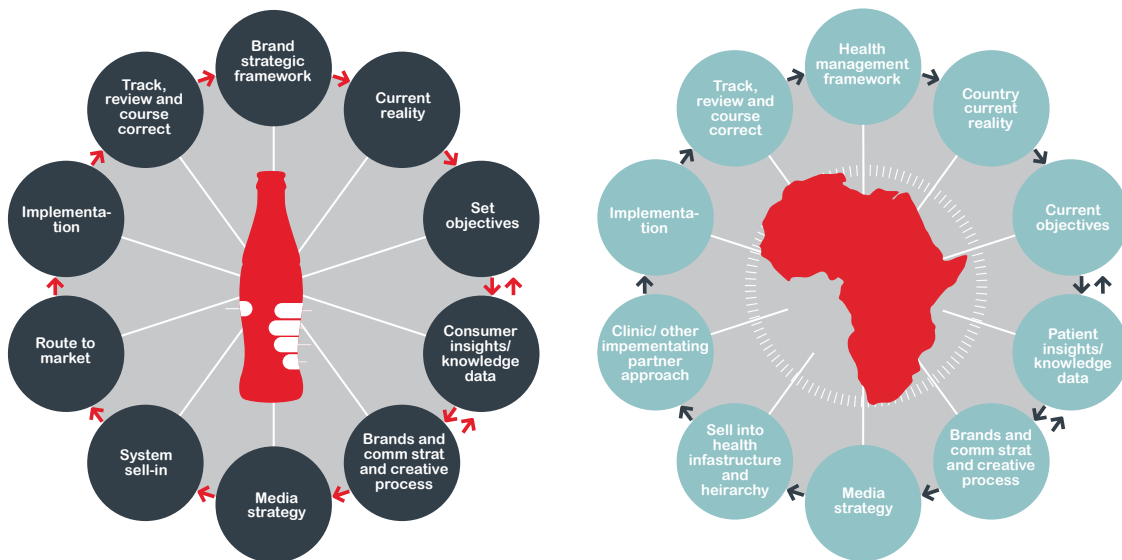 Brand
strategic
framework
Current
reality
Set
objectives
Consumer
insights/
knowledge
data
Brands and
comm strat
and creative
process
Media
strategy
System
sell-in
Route to
market
Implementa-
tion
Track,
review and
course
correct
Health
management
framework
Country
current
reality
Current
objectives
Patient
insights/
knowledge
data
Brands and
comm strat
and creative
process
Media
strategy
Sell into
health
infastructure
and
heirarchy
Clinic/ other
impementating
partner
approach
Implementa-
tion
Track,
review and
course
correct